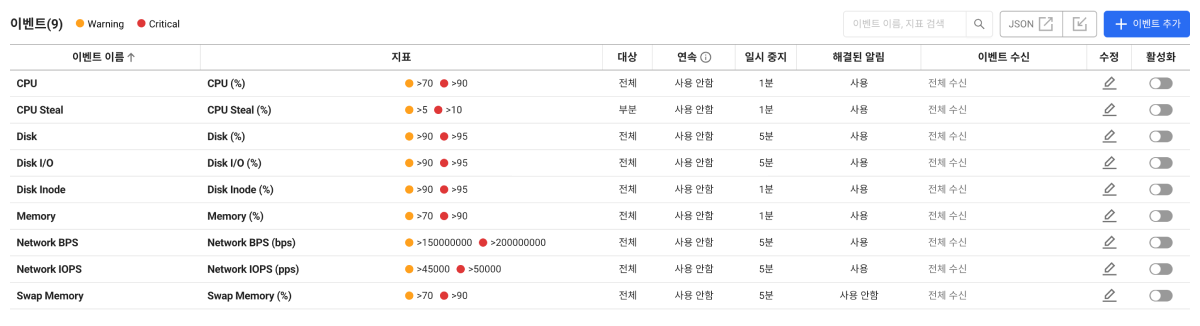 이벤트(9) Warning Critical 이벤트 이름, 지표 검색 JSON 이벤트 추가
이벤트 이름 지표 대상 연속 일시 중지 해결된 알림 이벤트 수신 수정 활성화
CPU CPU (%) >70 >90 전체 사용 안함 1분 사용 전체 수신
CPU Steal CPU Steal (%) >5 >10 부분 사용 안함 1분 사용 전체 수신
Disk Disk (%) >90 >95 전체 사용 안함 5분 사용 전체 수신
Disk I/O Disk I/O (%) >90 >95 전체 사용 안함 5분 사용 전체 수신
Disk Inode Disk Inode (%) >90 >95 전체 사용 안함 1분 사용 전체 수신
Memory Memory (%) >70 >90 전체 사용 안함 1분 사용 전체 수신
Network BPS Network BPS (bps) >150000000 >200000000 전체 사용 안함 5분 사용 전체 수신
Network IOPS Network IOPS (pps) >45000 >50000 전체 사용 안함 5분 사용 전체 수신
Swap Memory Swap Memory (%) >70 >90 전체 사용 안함 5분 사용 안함 전체 수신